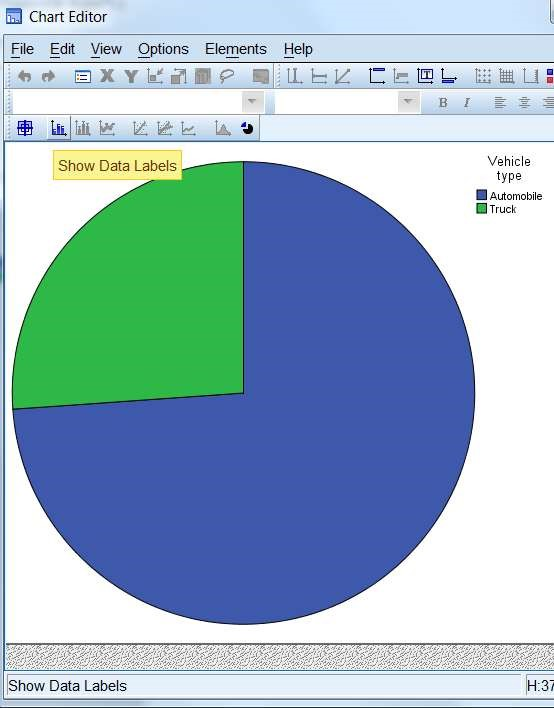 Chart Editor
File Edit View Options Elements Help
X Y
B I
Show Data Labels
Vehicle
type
Automobile
Truck
Show Data Labels
H:37